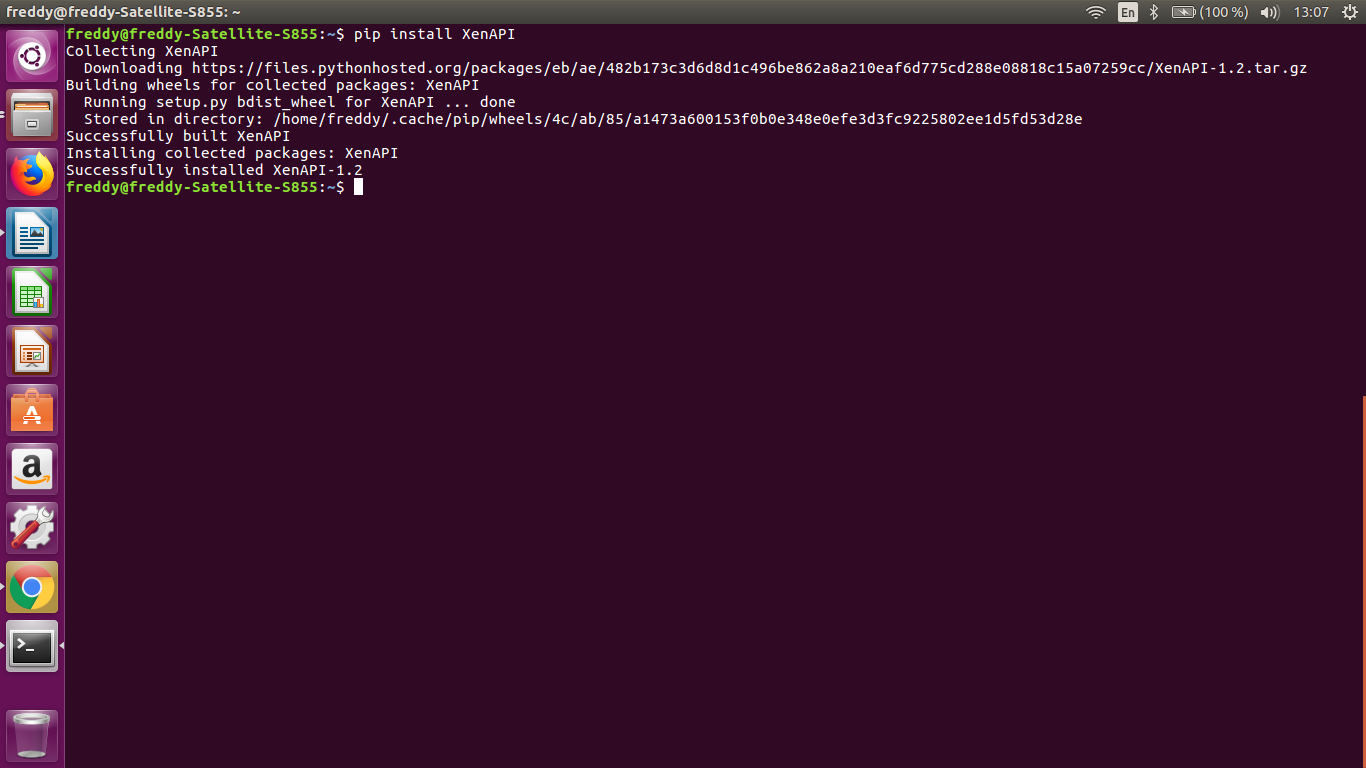 freddy@freddy-Satellite-S855: ~
En
(100 %)
13:07
freddy@freddy-Satellite-S855:~$ pip install XenAPI
Collecting XenAPI
  Downloading https://files.pythonhosted.org/packages/eb/ae/482b173c3d6d8d1c496be862a8a210eaf6d775cd288e08818c15a07259cc/XenAPI-1.2.tar.gz
Building wheels for collected packages: XenAPI
  Running setup.py bdist_wheel for XenAPI ... done
  Stored in directory: /home/freddy/.cache/pip/wheels/4c/ab/85/a1473a600153f0b0e348e0efe3d3fc9225802ee1d5fd53d28e
Successfully built XenAPI
Installing collected packages: XenAPI
Successfully installed XenAPI-1.2
freddy@freddy-Satellite-S855:~$